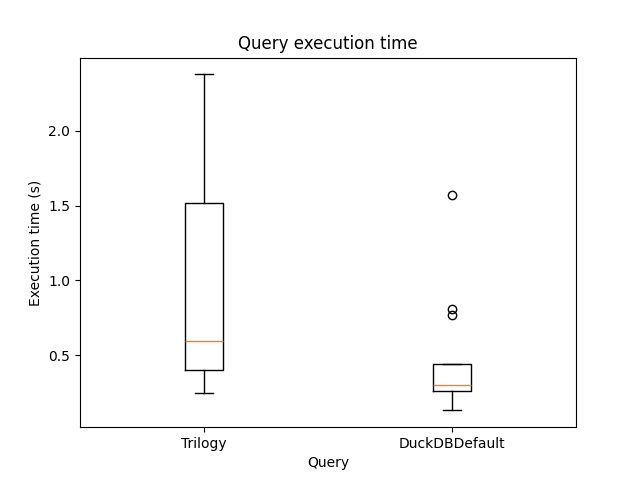 Query execution time
2.0
1.5
1.0
0.5
Execution time (s)
Trilogy
DuckDBDefault
Query